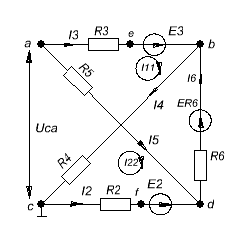 I3 R3 E3
a e b
R5 I11 I6
I4
ER6
Uca I5
R4 I22 R6
I2 R2 E2
c f d